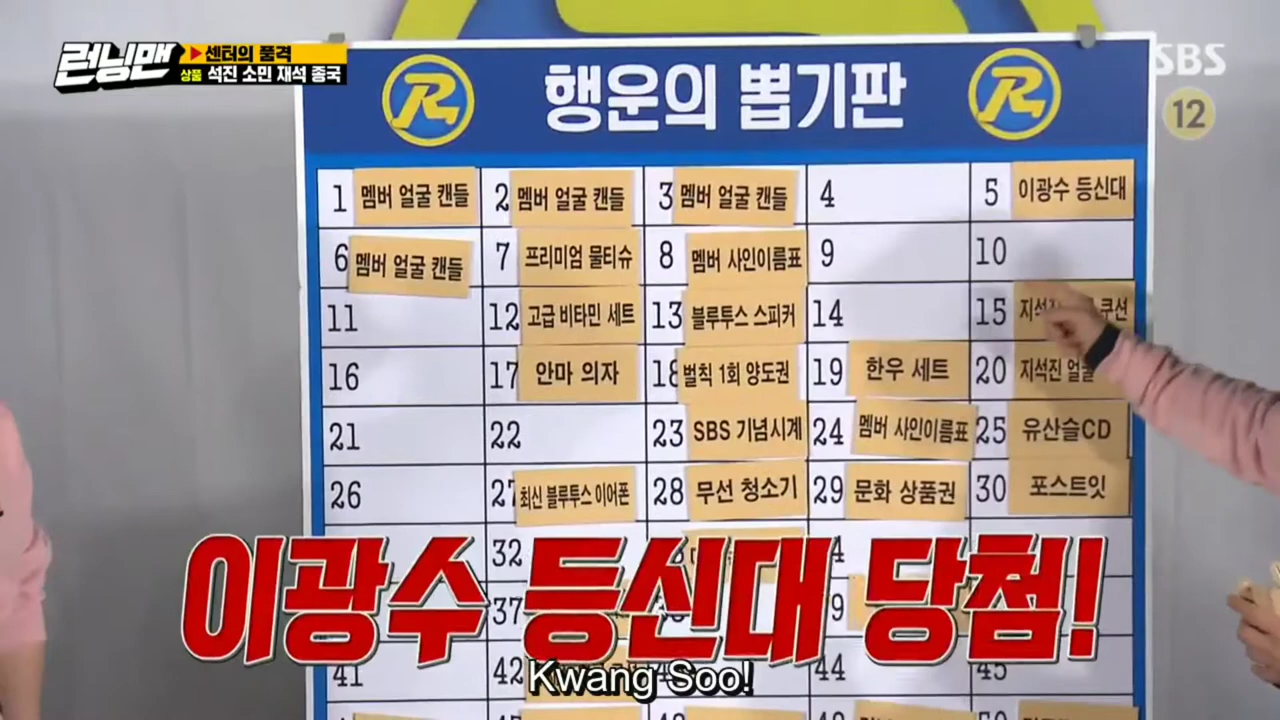 런닝맨
▶센터의 품격
상품 석진 소민 재석 종국
SBS
12
R 행운의 뽑기판 R
1 멤버 얼굴 캔들 2 멤버 얼굴 캔들 3 멤버 얼굴 캔들 4 5 이광수 등신대
6 멤버 얼굴 캔들 7 프리미엄 물티슈 8 멤버 사인이름표 9 10
11 12 고급 비타민 세트 13 블루투스 스피커 14 15 지석진 쿠션
16 17 안마 의자 18 벌칙 1회 양도권 19 한우 세트 20 지석진 얼굴
21 22 23 SBS 기념시계 24 멤버 사인이름표 25 유산슬CD
26 27 최신 블루투스 이어폰 28 무선 청소기 29 문화 상품권 30 포스트잇
32
37
41 42 44 45
이광수 등신대 당첨!
Kwang Soo!